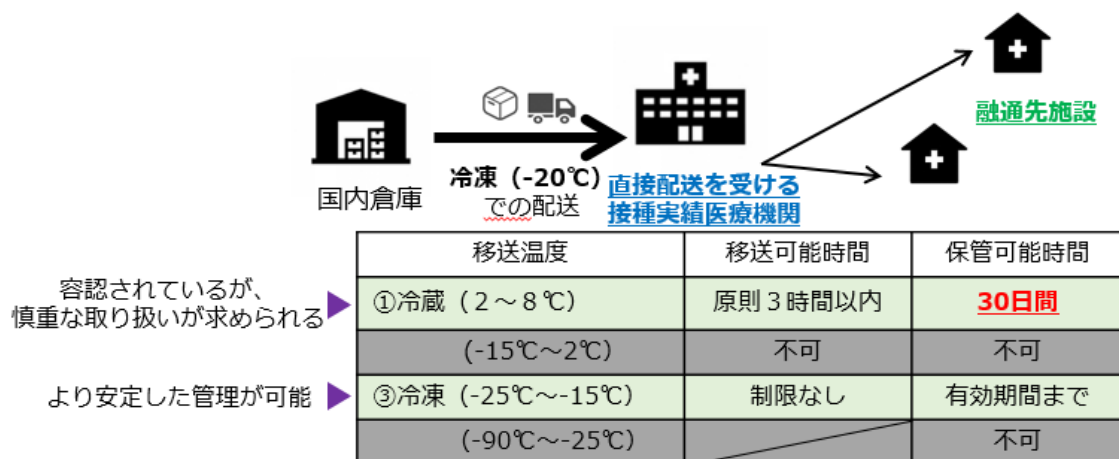 融通先施設
国内倉庫
冷凍（-20℃）
での配送
直接配送を受ける
接種実績医療機関
移送温度 移送可能時間 保管可能時間
容認されているが、
慎重な取り扱いが求められる
①冷蔵（２～８℃） 原則３時間以内 30日間
(-15℃～2℃) 不可 不可
より安定した管理が可能
③冷凍（-25℃～-15℃） 制限なし 有効期間まで
(-90℃～-25℃) 不可